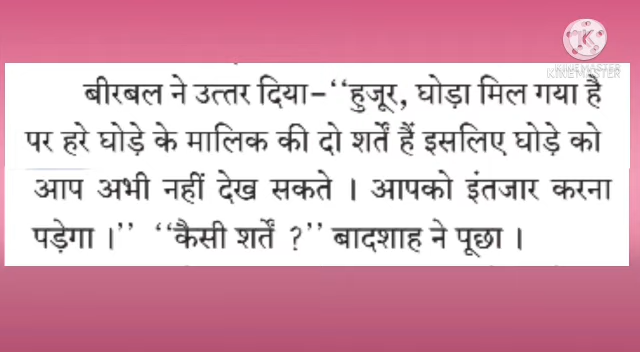 KINEMASTER
बीरबल ने उत्तर दिया–‘‘हुजूर, घोड़ा मिल गया है
पर हरे घोड़े के मालिक की दो शर्तें हैं इसलिए घोड़े को
आप अभी नहीं देख सकते । आपको इंतजार करना
पड़ेगा ।’’ ‘‘कैसी शर्तें ?’’ बादशाह ने पूछा ।